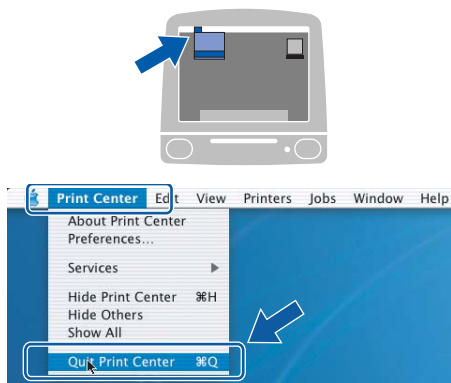 Print Center Edit View Printers Jobs Window Help
About Print Center
Preferences...
Services
Hide Print Center ⌘H
Hide Others
Show All
Quit Print Center ⌘Q